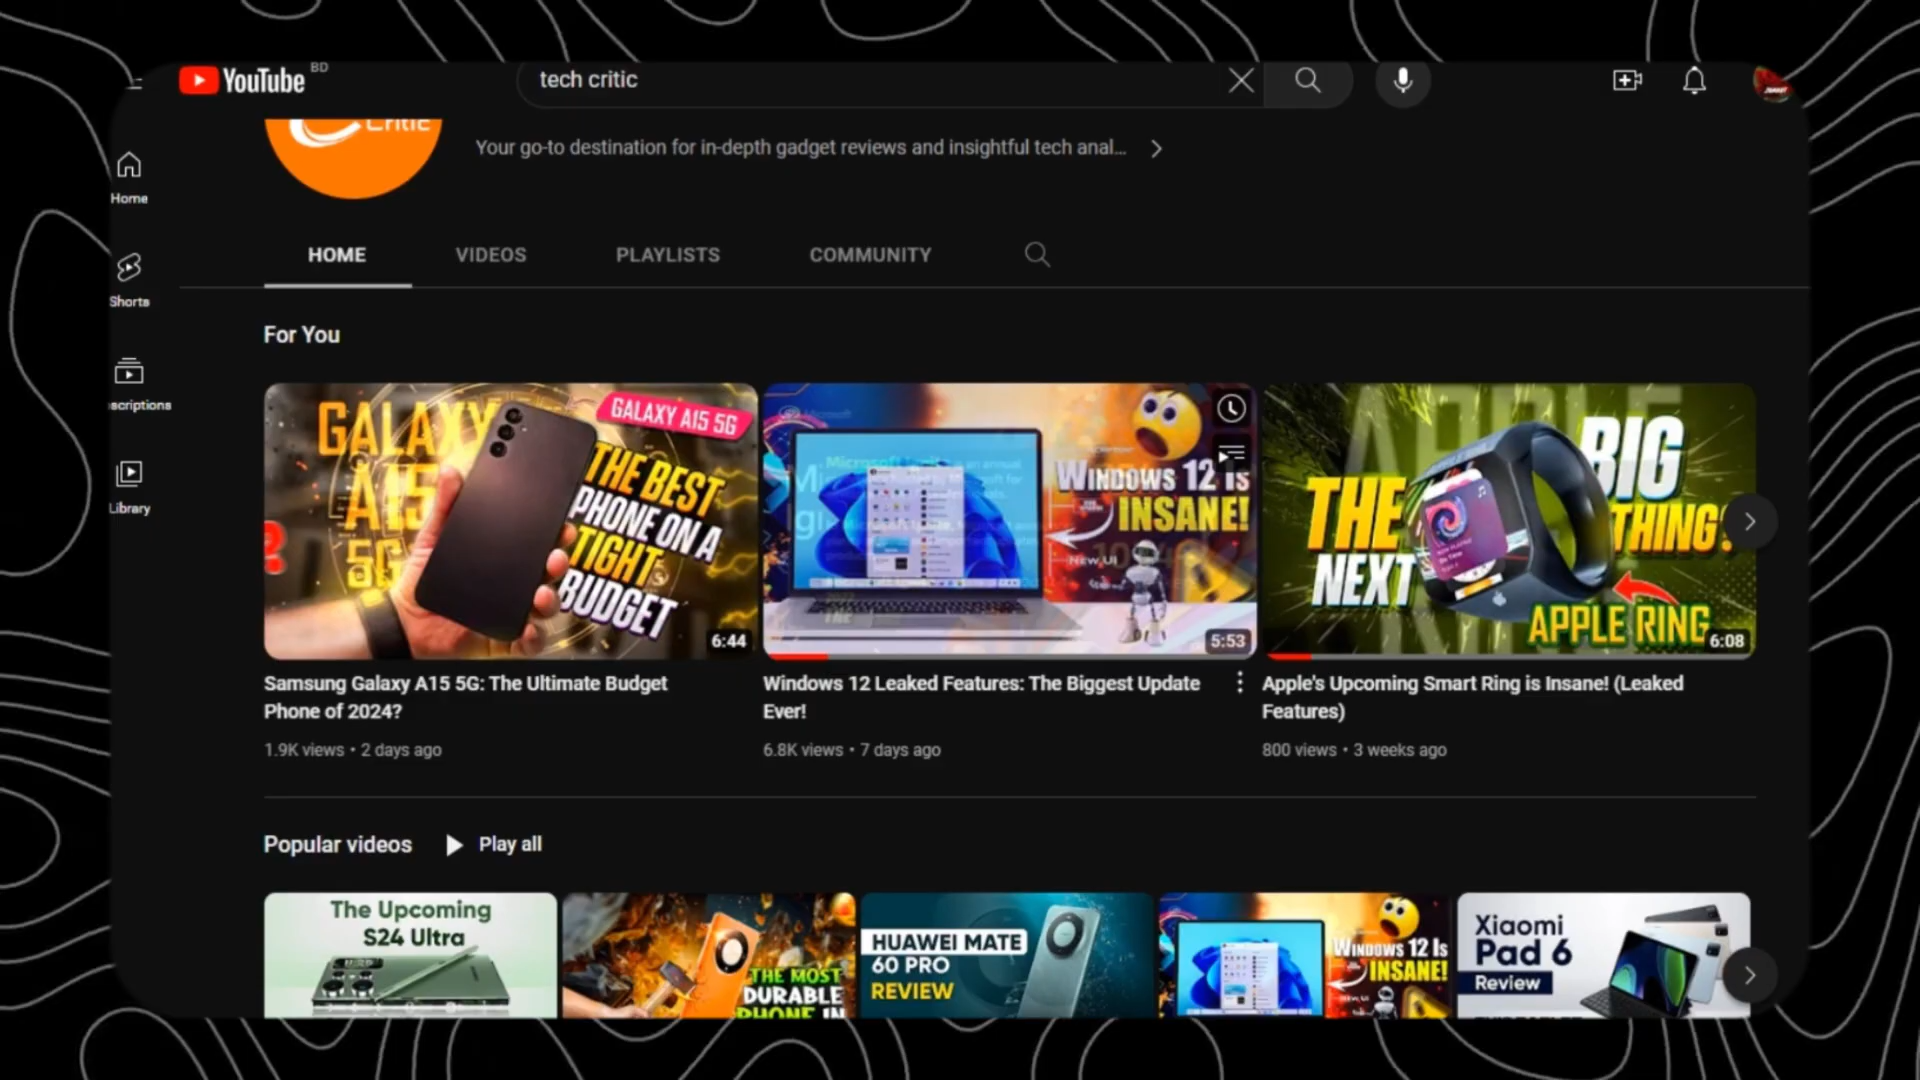 YouTube BD
tech critic
Critic
Your go-to destination for in-depth gadget reviews and insightful tech anal...
Home
Shorts
scriptions
Library
HOME
VIDEOS
PLAYLISTS
COMMUNITY
For You
GALAXY
A15
5G
GALAXY A15 5G
THE BEST
PHONE ON A
TIGHT
BUDGET
6:44
WINDOWS 12 IS
INSANE!
NEW UI
5:53
THE
NEXT
BIG
THING?
APPLE RING
6:08
Samsung Galaxy A15 5G: The Ultimate Budget
Phone of 2024?
1.9K views • 2 days ago
Windows 12 Leaked Features: The Biggest Update
Ever!
6.8K views • 7 days ago
Apple's Upcoming Smart Ring is Insane! (Leaked
Features)
800 views • 3 weeks ago
Popular videos
Play all
The Upcoming
S24 Ultra
THE MOST
DURABLE
PHONE IN
HUAWEI MATE
60 PRO
REVIEW
WINDOWS 12 IS
INSANE!
Xiaomi
Pad 6
Review